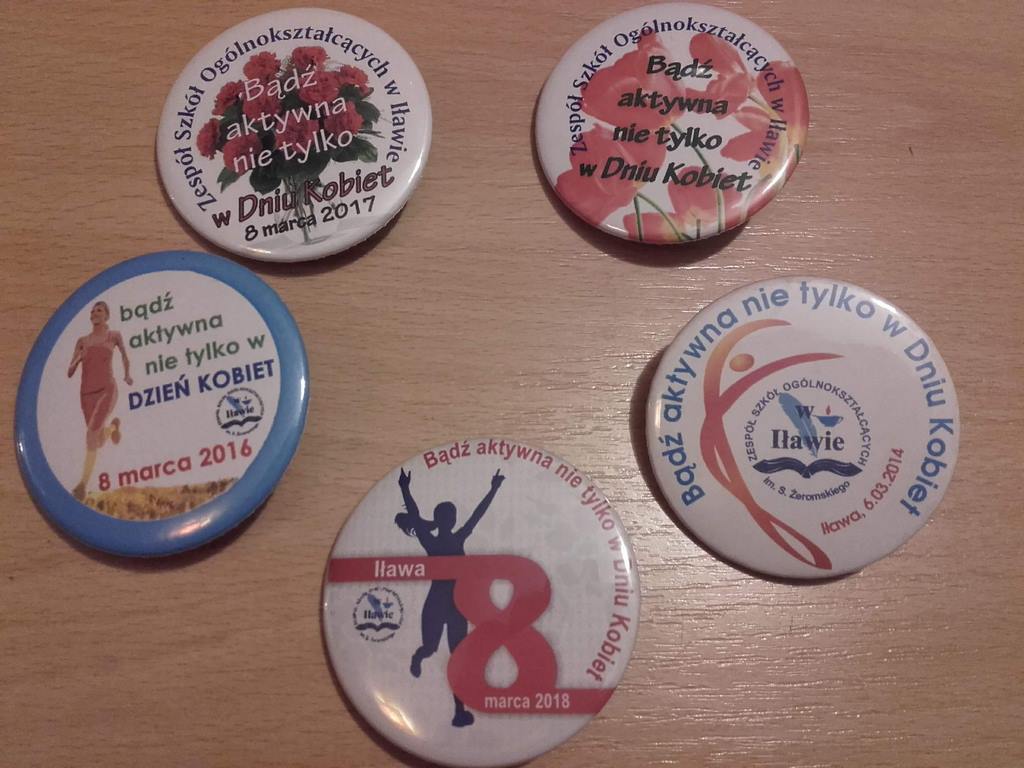 Zespół Szkół Ogólnokształcących w Iławie
Bądź
aktywna
nie tylko
w Dniu Kobiet
8 marca 2017
Zespół Szkół Ogólnokształcących w Iławie
Bądź
aktywna
nie tylko
w Dniu Kobiet
bądź
aktywna
nie tylko w
DZIEŃ KOBIET
Iławie
8 marca 2016
Bądź aktywna nie tylko w Dniu Kobiet
ZESPÓŁ SZKÓŁ OGÓLNOKSZTAŁCĄCYCH
w
Iławie
im. S. Żeromskiego
Iława, 6.03.2014
Bądź aktywna nie tylko w Dniu Kobiet
Iława
8
Iławie
marca 2018